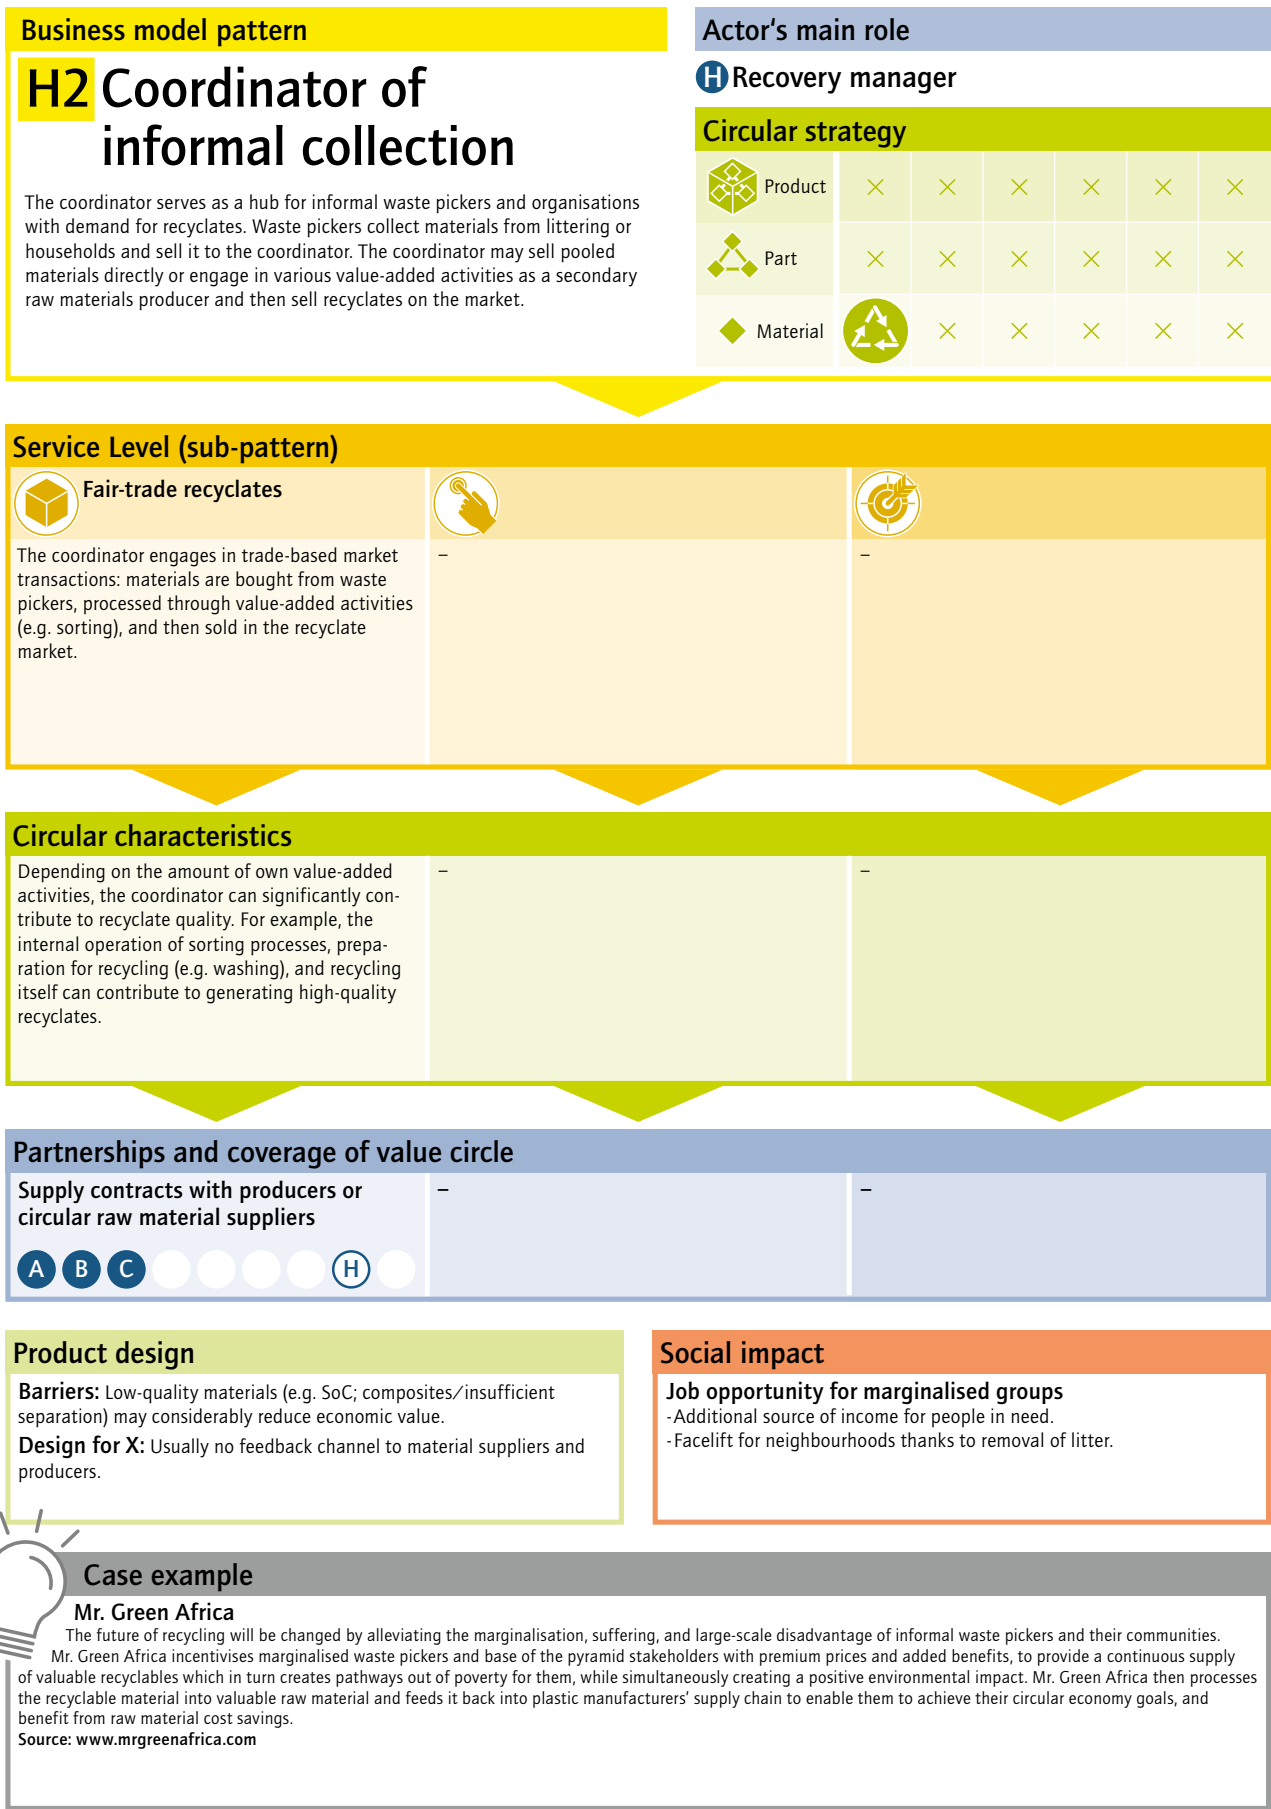 Business model pattern
H2 Coordinator of
informal collection
The coordinator serves as a hub for informal waste pickers and organisations
with demand for recyclates. Waste pickers collect materials from littering or
households and sell it to the coordinator. The coordinator may sell pooled
materials directly or engage in various value-added activities as a secondary
raw materials producer and then sell recyclates on the market.
Actor‘s main role
H Recovery manager
Circular strategy
Product
Part
Material
Service Level (sub-pattern)
Fair-trade recyclates
The coordinator engages in trade-based market
transactions: materials are bought from waste
pickers, processed through value-added activities
(e.g. sorting), and then sold in the recyclate
market.
–
–
Circular characteristics
Depending on the amount of own value-added
activities, the coordinator can significantly con-
tribute to recyclate quality. For example, the
internal operation of sorting processes, prepa-
ration for recycling (e.g. washing), and recycling
itself can contribute to generating high-quality
recyclates.
–
–
Partnerships and coverage of value circle
Supply contracts with producers or
circular raw material suppliers
A B C H
–
–
Product design
Barriers: Low-quality materials (e.g. SoC; composites/insufficient
separation) may considerably reduce economic value.
Design for X: Usually no feedback channel to material suppliers and
producers.
Social impact
Job opportunity for marginalised groups
-Additional source of income for people in need.
-Facelift for neighbourhoods thanks to removal of litter.
Case example
Mr. Green Africa
The future of recycling will be changed by alleviating the marginalisation, suffering, and large-scale disadvantage of informal waste pickers and their communities.
Mr. Green Africa incentivises marginalised waste pickers and base of the pyramid stakeholders with premium prices and added benefits, to provide a continuous supply
of valuable recyclables which in turn creates pathways out of poverty for them, while simultaneously creating a positive environmental impact. Mr. Green Africa then processes
the recyclable material into valuable raw material and feeds it back into plastic manufacturers’ supply chain to enable them to achieve their circular economy goals, and
benefit from raw material cost savings.
Source: www.mrgreenafrica.com